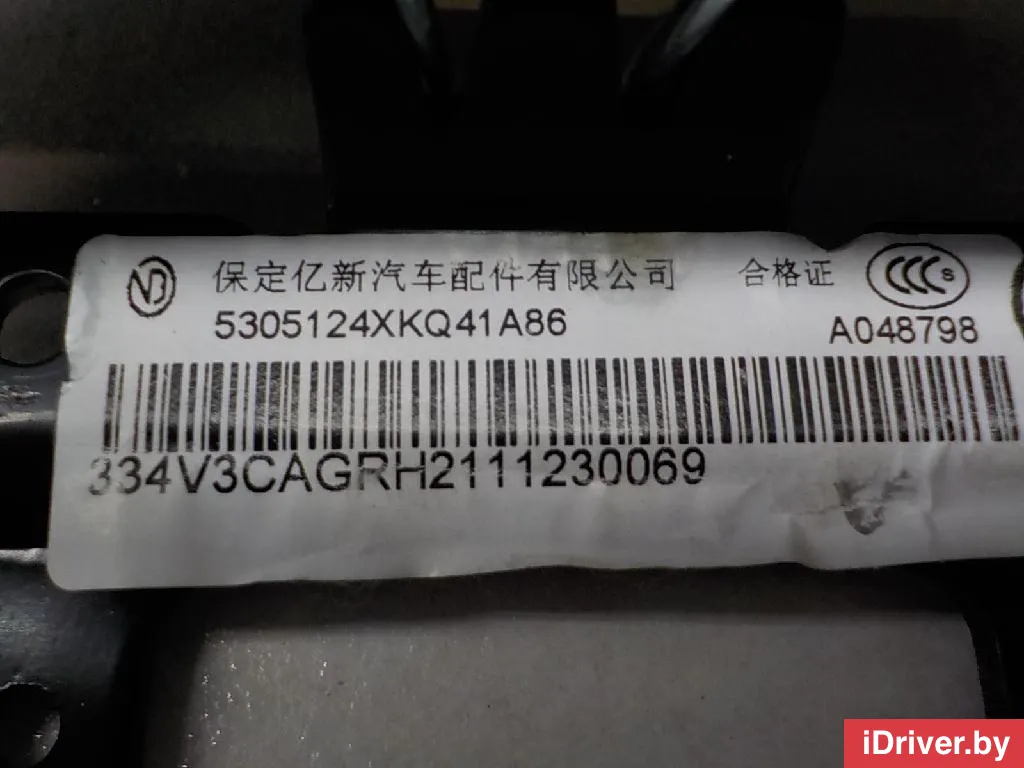 保定亿新汽车配件有限公司 合格证 CCC S
5305124XKQ41A86 A048798
334V3CAGRH2111230069
iDriver.by